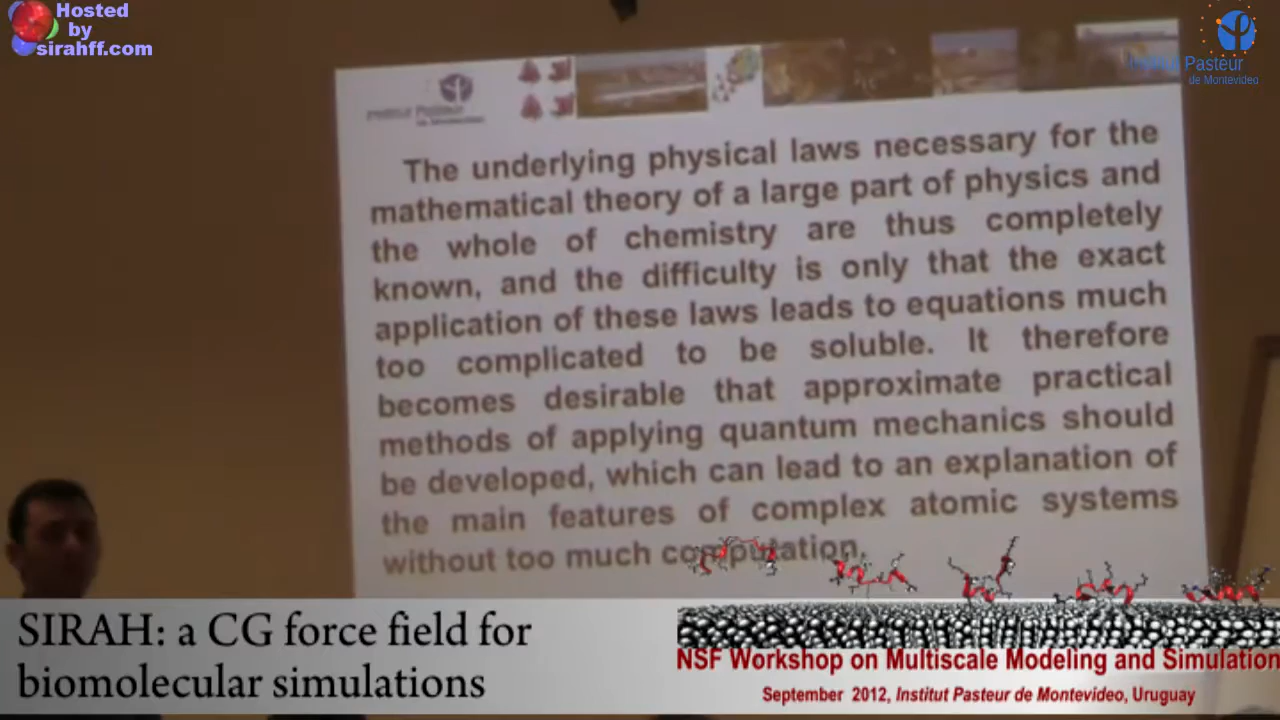 Hosted
by
sirahff.com
Institut Pasteur
de Montevideo
Institut Pasteur
de Montevideo
The underlying physical laws necessary for the
mathematical theory of a large part of physics and
the whole of chemistry are thus completely
known, and the difficulty is only that the exact
application of these laws leads to equations much
too complicated to be soluble. It therefore
becomes desirable that approximate practical
methods of applying quantum mechanics should
be developed, which can lead to an explanation of
the main features of complex atomic systems
without too much computation.
SIRAH: a CG force field for
biomolecular simulations
NSF Workshop on Multiscale Modeling and Simulation
September 2012, Institut Pasteur de Montevideo, Uruguay